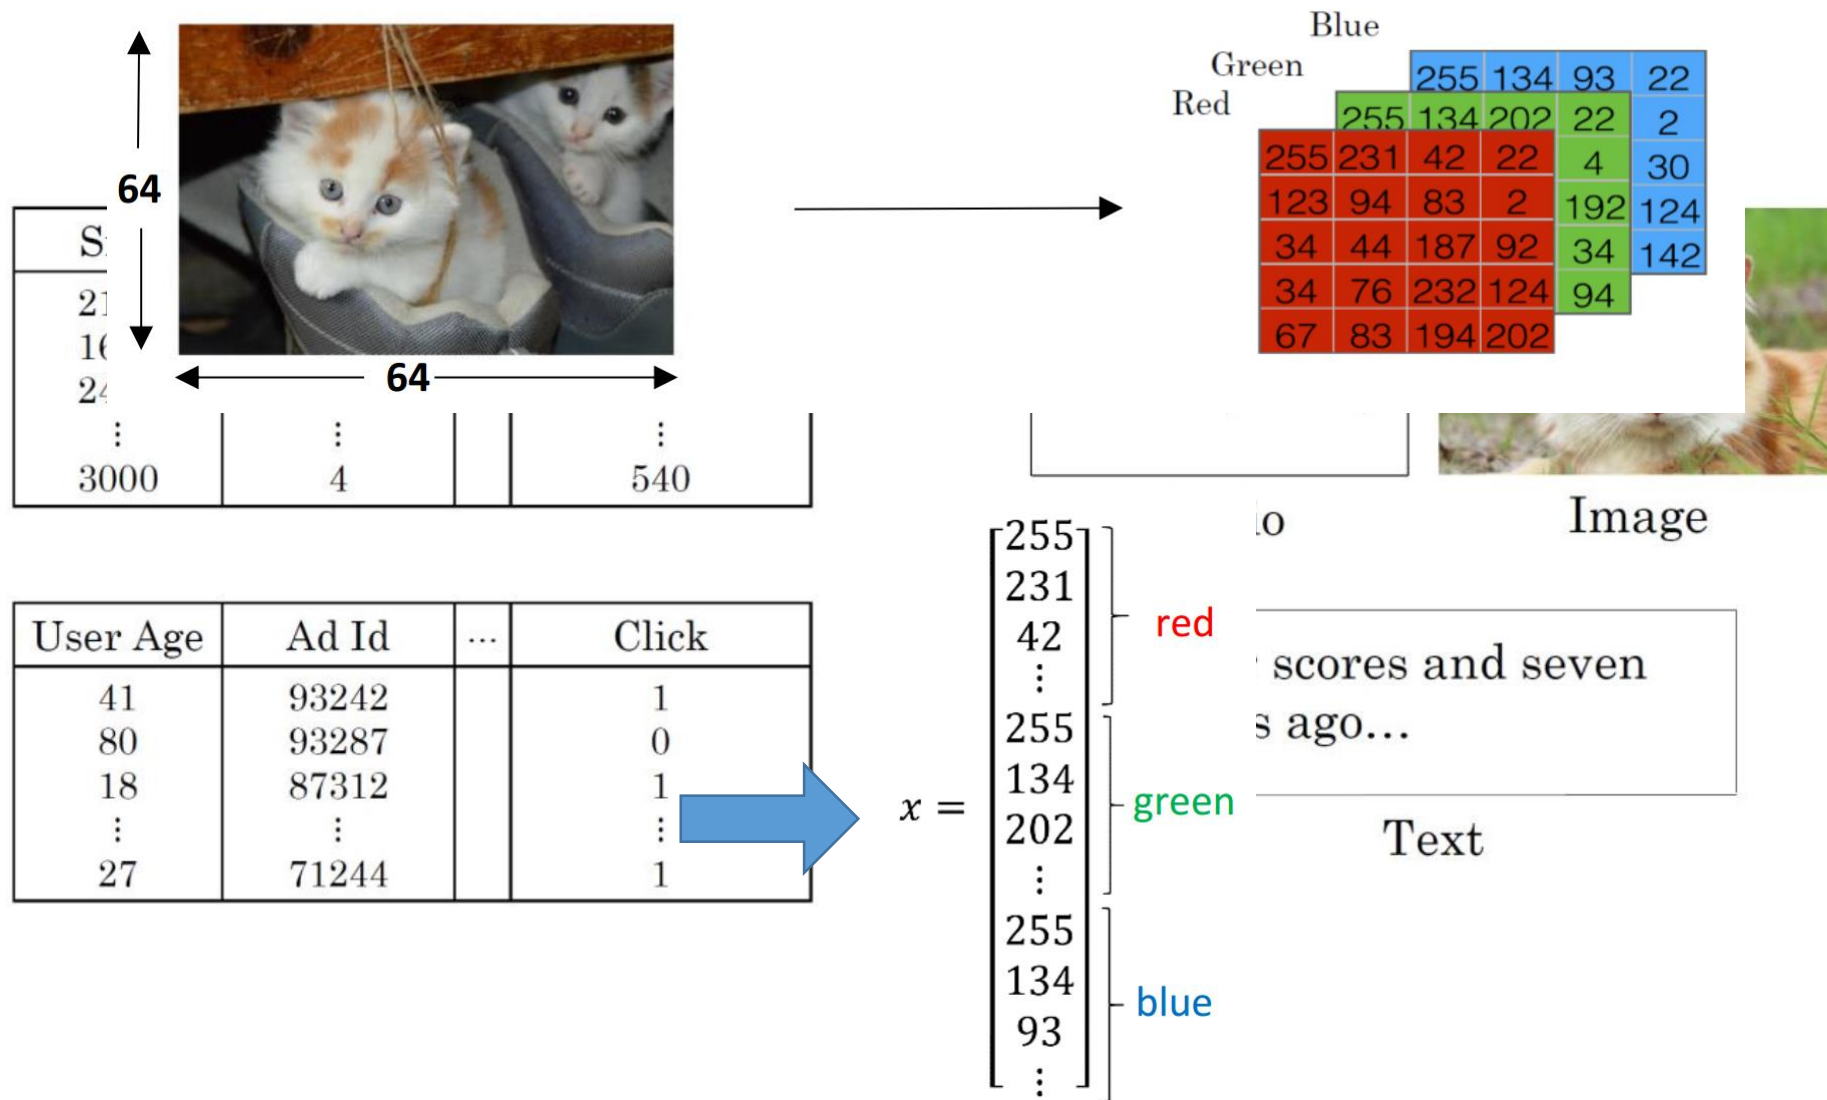 Blue
Green
Red
255 134 93 22
2
30
124
142
255 134 202 22
4
192
34
94
255 231 42 22
123 94 83 2
34 44 187 92
34 76 232 124
67 83 194 202
64
64
⋮ ⋮ ⋮
3000 4 540
Image
User Age Ad Id ... Click
41 93242 1
80 93287 0
18 87312 1
⋮ ⋮ ⋮
27 71244 1
x =
255
231
42
⋮
255
134
202
⋮
255
134
93
⋮
red
green
blue
scores and seven
ago...
Text